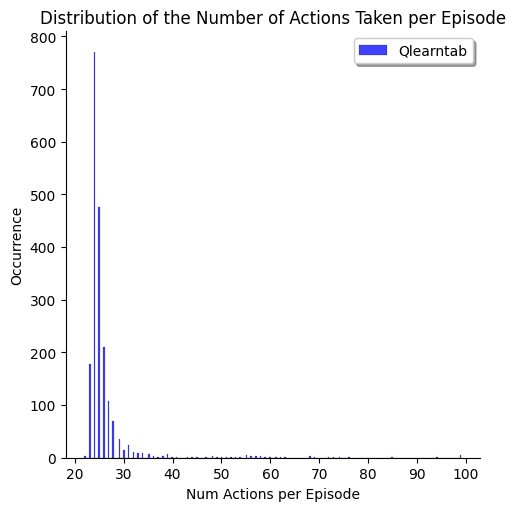 Distribution of the Number of Actions Taken per Episode
Qlearntab
800
700
600
500
400
300
200
100
0
Occurrence
20 30 40 50 60 70 80 90 100
Num Actions per Episode